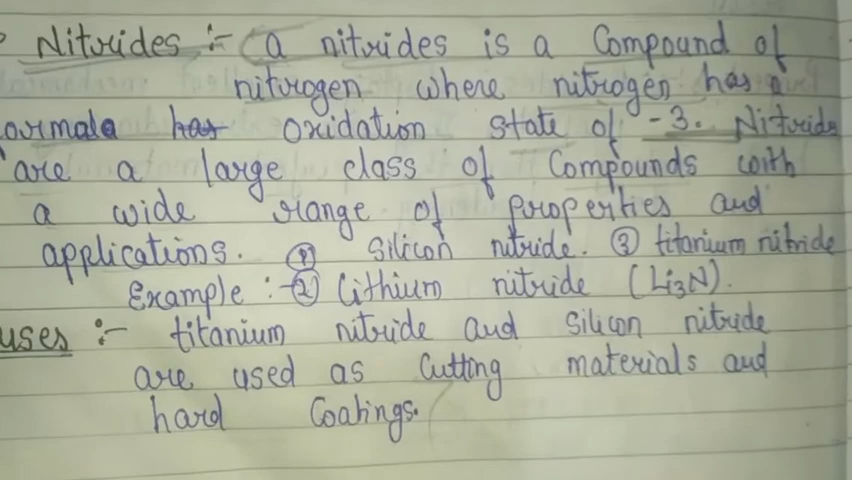 Nitrides :- (a nitrides is a Compound of
nitrogen where nitrogen has a
ormala has oxidation state of -3. Nitride
are a large class of Compounds with
a wide range of properties and
applications. ① Silicon nitride. ③ titanium nitride
Example :- ② Lithium nitride (Li3N).
uses :- titanium nitride and silicon nitride
are used as Cutting materials and
hard Coatings.